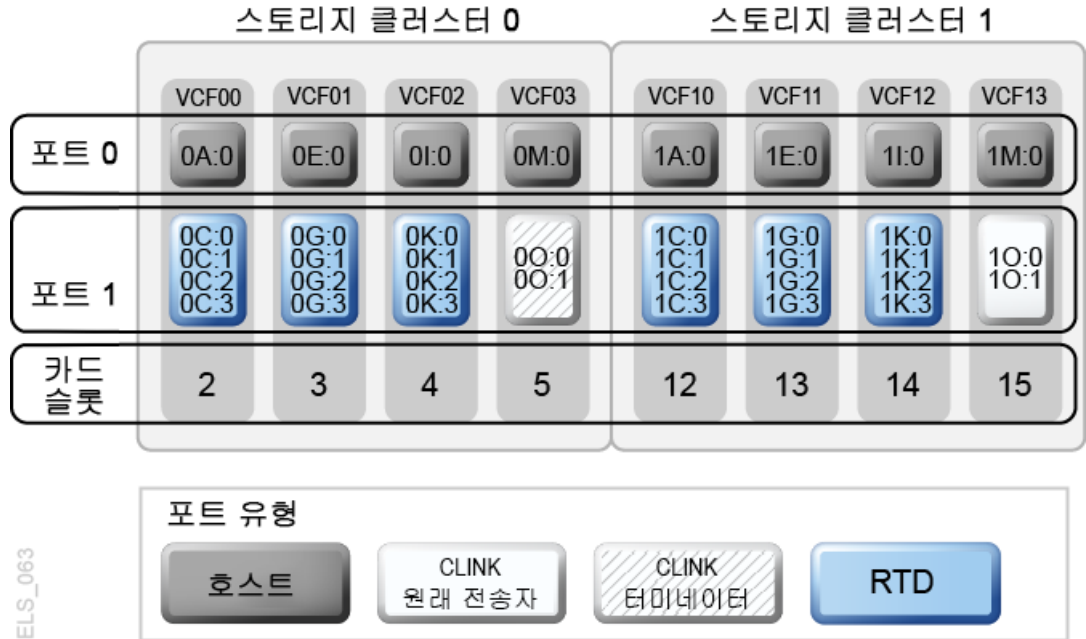 스토리지 클러스터 0 스토리지 클러스터 1
VCF00 VCF01 VCF02 VCF03 VCF10 VCF11 VCF12 VCF13
포트 0 0A:0 0E:0 0I:0 0M:0 1A:0 1E:0 1I:0 1M:0
0C:0 0G:0 0K:0 0O:0 1C:0 1G:0 1K:0 1O:0
0C:1 0G:1 0K:1 0O:1 1C:1 1G:1 1K:1 1O:1
포트 1 0C:2 0G:2 0K:2 1C:2 1G:2 1K:2
0C:3 0G:3 0K:3 1C:3 1G:3 1K:3
카드
슬롯 2 3 4 5 12 13 14 15
포트 유형
호스트
CLINK
원래 전송자
CLINK
터미네이터
RTD
ELS_063